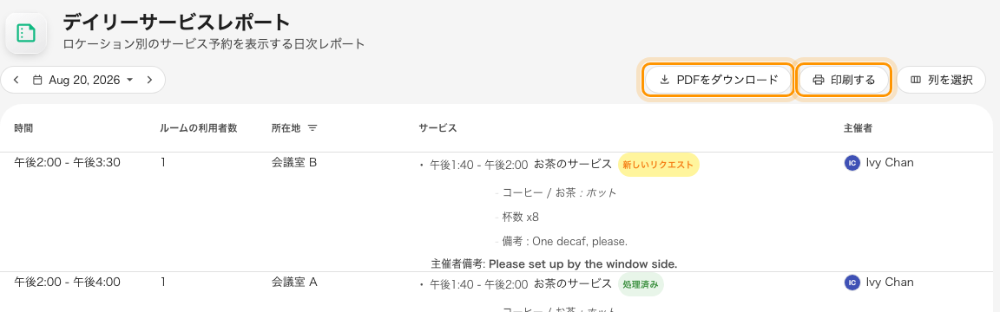 デイリーサービスレポート
ロケーション別のサービス予約を表示する日次レポート
Aug 20, 2026
PDFをダウンロード
印刷する
列を選択
時間 ルームの利用者数 所在地 サービス 主催者
午後2:00 - 午後3:30 1 会議室 B • 午後1:40 - 午後2:00 お茶のサービス 新しいリクエスト IC Ivy Chan
- コーヒー / お茶 : ホット
- 杯数 x8
- 備考 : One decaf, please.
主催者備考: Please set up by the window side.
午後2:00 - 午後4:00 1 会議室 A • 午後1:40 - 午後2:00 お茶のサービス 処理済み IC Ivy Chan
コーヒー / お茶 : ホット